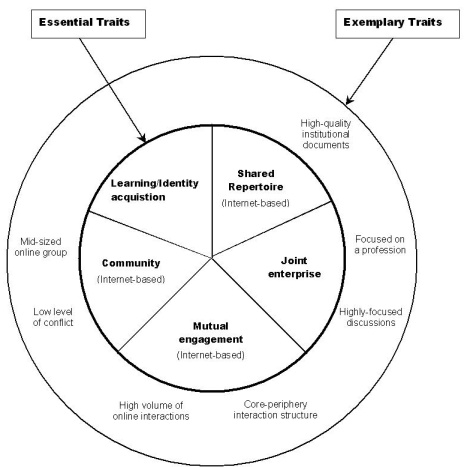 Essential Traits
Exemplary Traits
High-quality
institutional
documents
Learning/Identity
acquistion
Shared
Repertoire
(Internet-based)
Mid-sized
online group
Community
(Internet-based)
Joint
enterprise
Focused on
a profession
Low level
of conflict
Highly-focused
discussions
Mutual
engagement
(Internet-based)
High volume of
online interactions
Core-periphery
interaction structure